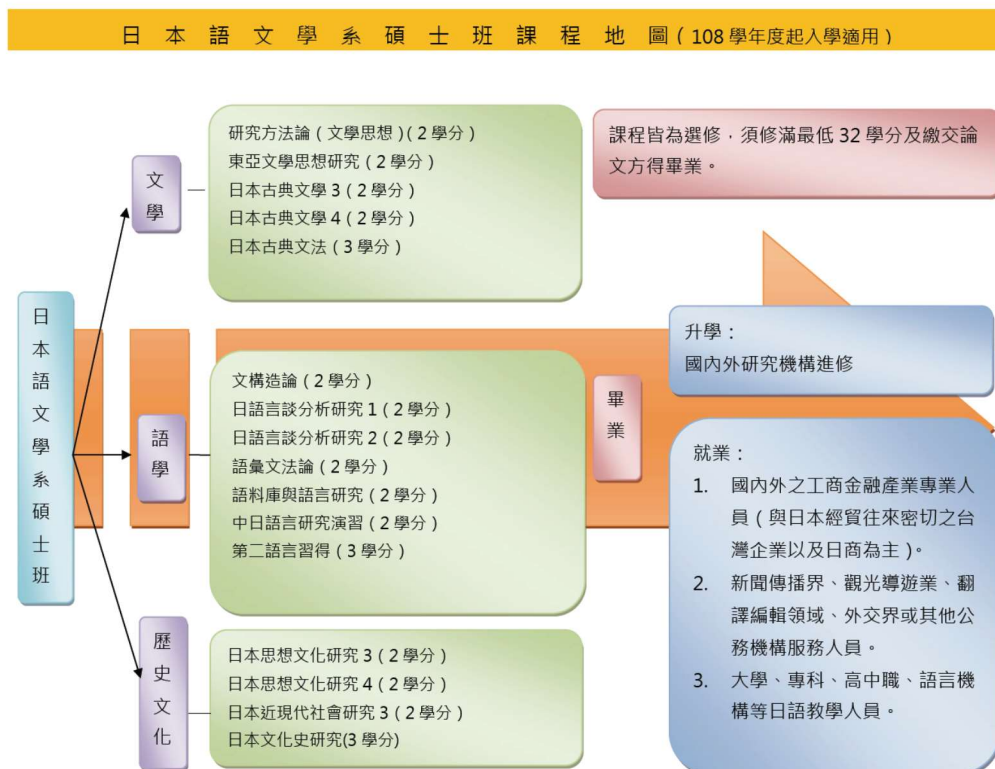 日本語文學系碩士班課程地圖(108學年度起入學適用)
研究方法論(文學思想)(2學分)
東亞文學思想研究(2學分)
日本古典文學3(2學分)
日本古典文學4(2學分)
日本古典文法(3學分)
課程皆為選修，須修滿最低32學分及繳交論
文方得畢業。
文學
日本語文學系碩士班
升學：
國內外研究機構進修
文構造論(2學分)
日語言談分析研究1(2學分)
日語言談分析研究2(2學分)
語彙文法論(2學分)
語料庫與語言研究(2學分)
中日語言研究演習(2學分)
第二語言習得(3學分)
語學
畢業
就業：
1. 國內外之工商金融產業專業人
員(與日本經貿往來密切之台
灣企業以及日商為主)。
2. 新聞傳播界、觀光導遊業、翻
譯編輯領域、外交界或其他公
務機構服務人員。
3. 大學、專科、高中職、語言機
構等日語教學人員。
歷史文化
日本思想文化研究3(2學分)
日本思想文化研究4(2學分)
日本近現代社會研究3(2學分)
日本文化史研究(3學分)